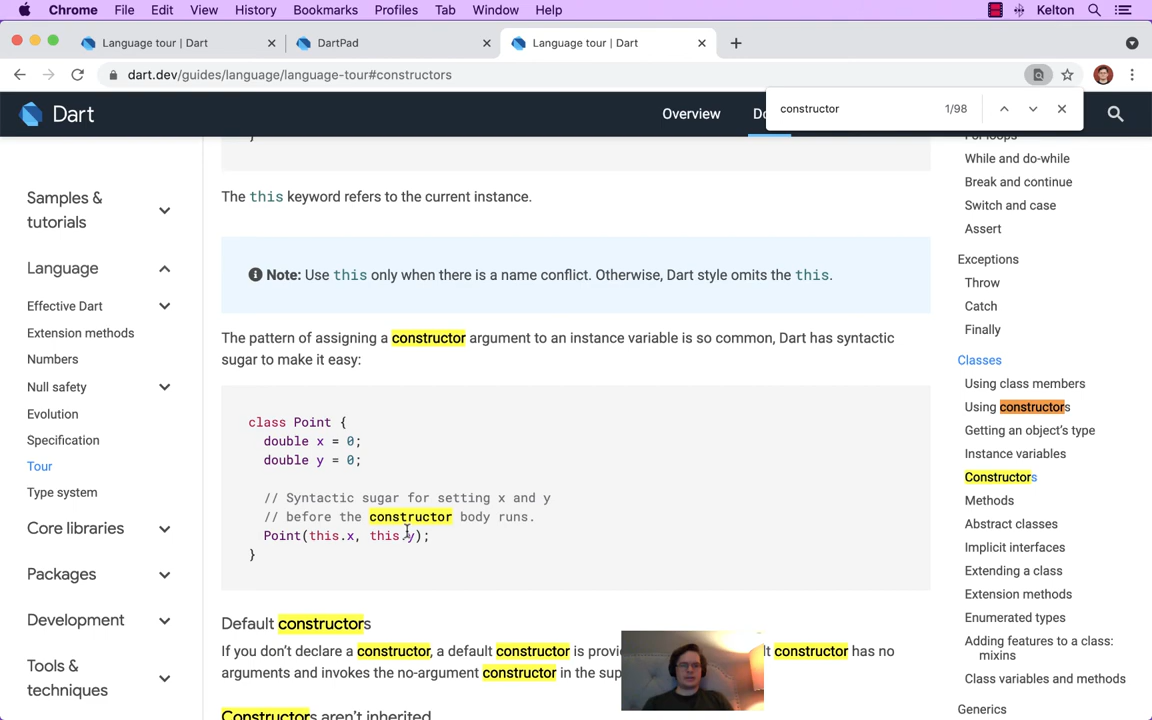 Chrome File Edit View History Bookmarks Profiles Tab Window Help Kelton
Language tour | Dart
DartPad
Language tour | Dart
dart.dev/guides/language/language-tour#constructors
Dart
Overview
Do
constructor 1/98
Samples &
tutorials
Language
Effective Dart
Extension methods
Numbers
Null safety
Evolution
Specification
Tour
Type system
Core libraries
Packages
Development
Tools &
techniques
}
The this keyword refers to the current instance.
Note: Use this only when there is a name conflict. Otherwise, Dart style omits the this.
The pattern of assigning a constructor argument to an instance variable is so common, Dart has syntactic
sugar to make it easy:
class Point {
double x = 0;
double y = 0;
// Syntactic sugar for setting x and y
// before the constructor body runs.
Point(this.x, this.y);
}
Default constructors
If you don't declare a constructor, a default constructor is provi lt constructor has no
arguments and invokes the no-argument constructor in the sup
Constructors aren't inherited
For loops
While and do-while
Break and continue
Switch and case
Assert
Exceptions
Throw
Catch
Finally
Classes
Using class members
Using constructors
Getting an object's type
Instance variables
Constructors
Methods
Abstract classes
Implicit interfaces
Extending a class
Extension methods
Enumerated types
Adding features to a class:
mixins
Class variables and methods
Generics